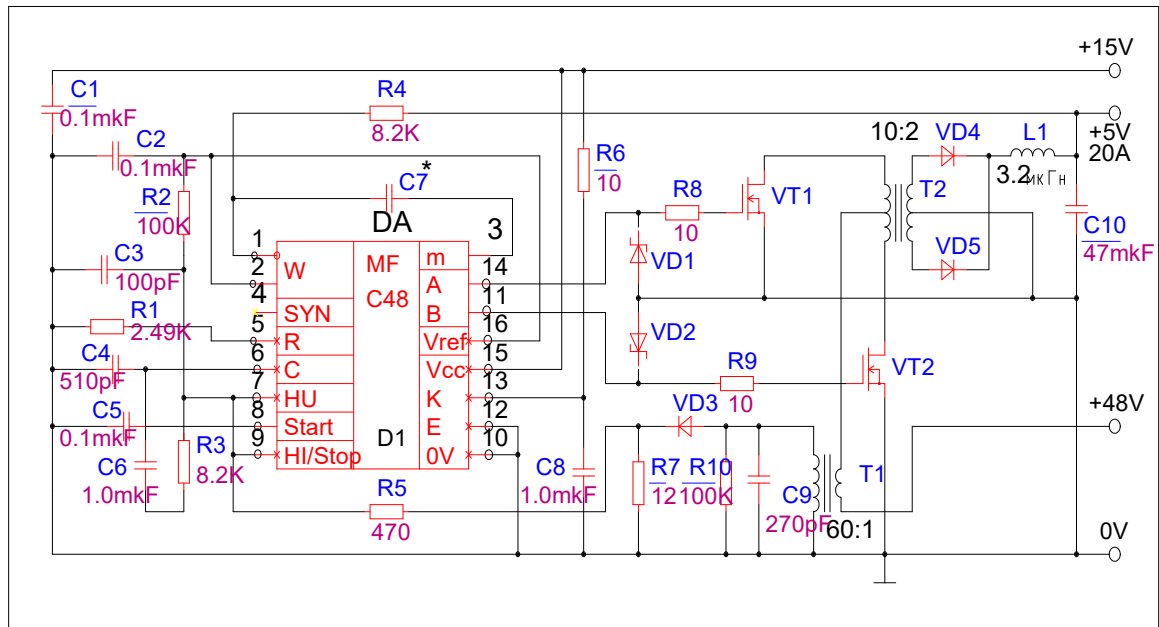 +15V
C1
0.1mkF
R4
8.2K
+5V
20A
C2
0.1mkF
R2
100K
C7
*
R6
10
10:2
VD4
L1
3.2
мкГн
R8
10
VT1
T2
C10
47mkF
DA
C3
100pF
VD1
VD5
1
2
4
5
6
7
8
9
W
SYN
R
C
HU
Start
HI/Stop
MF
C48
D1
m
A
B
Vref
Vcc
K
E
0V
3
14
11
16
15
13
12
10
R1
2.49K
VD2
R9
10
VT2
C4
510pF
C5
0.1mkF
VD3
+48V
C6
1.0mkF
R3
8.2K
R5
470
C8
1.0mkF
R7
12
R10
100K
C9
270pF
T1
60:1
0V